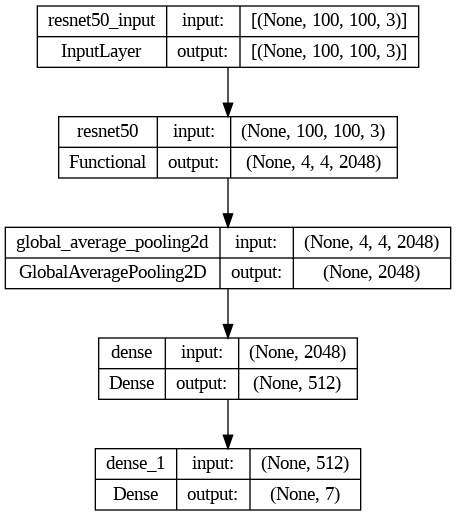 resnet50_input input: [(None, 100, 100, 3)]
InputLayer output: [(None, 100, 100, 3)]
resnet50 input: (None, 100, 100, 3)
Functional output: (None, 4, 4, 2048)
global_average_pooling2d input: (None, 4, 4, 2048)
GlobalAveragePooling2D output: (None, 2048)
dense input: (None, 2048)
Dense output: (None, 512)
dense_1 input: (None, 512)
Dense output: (None, 7)